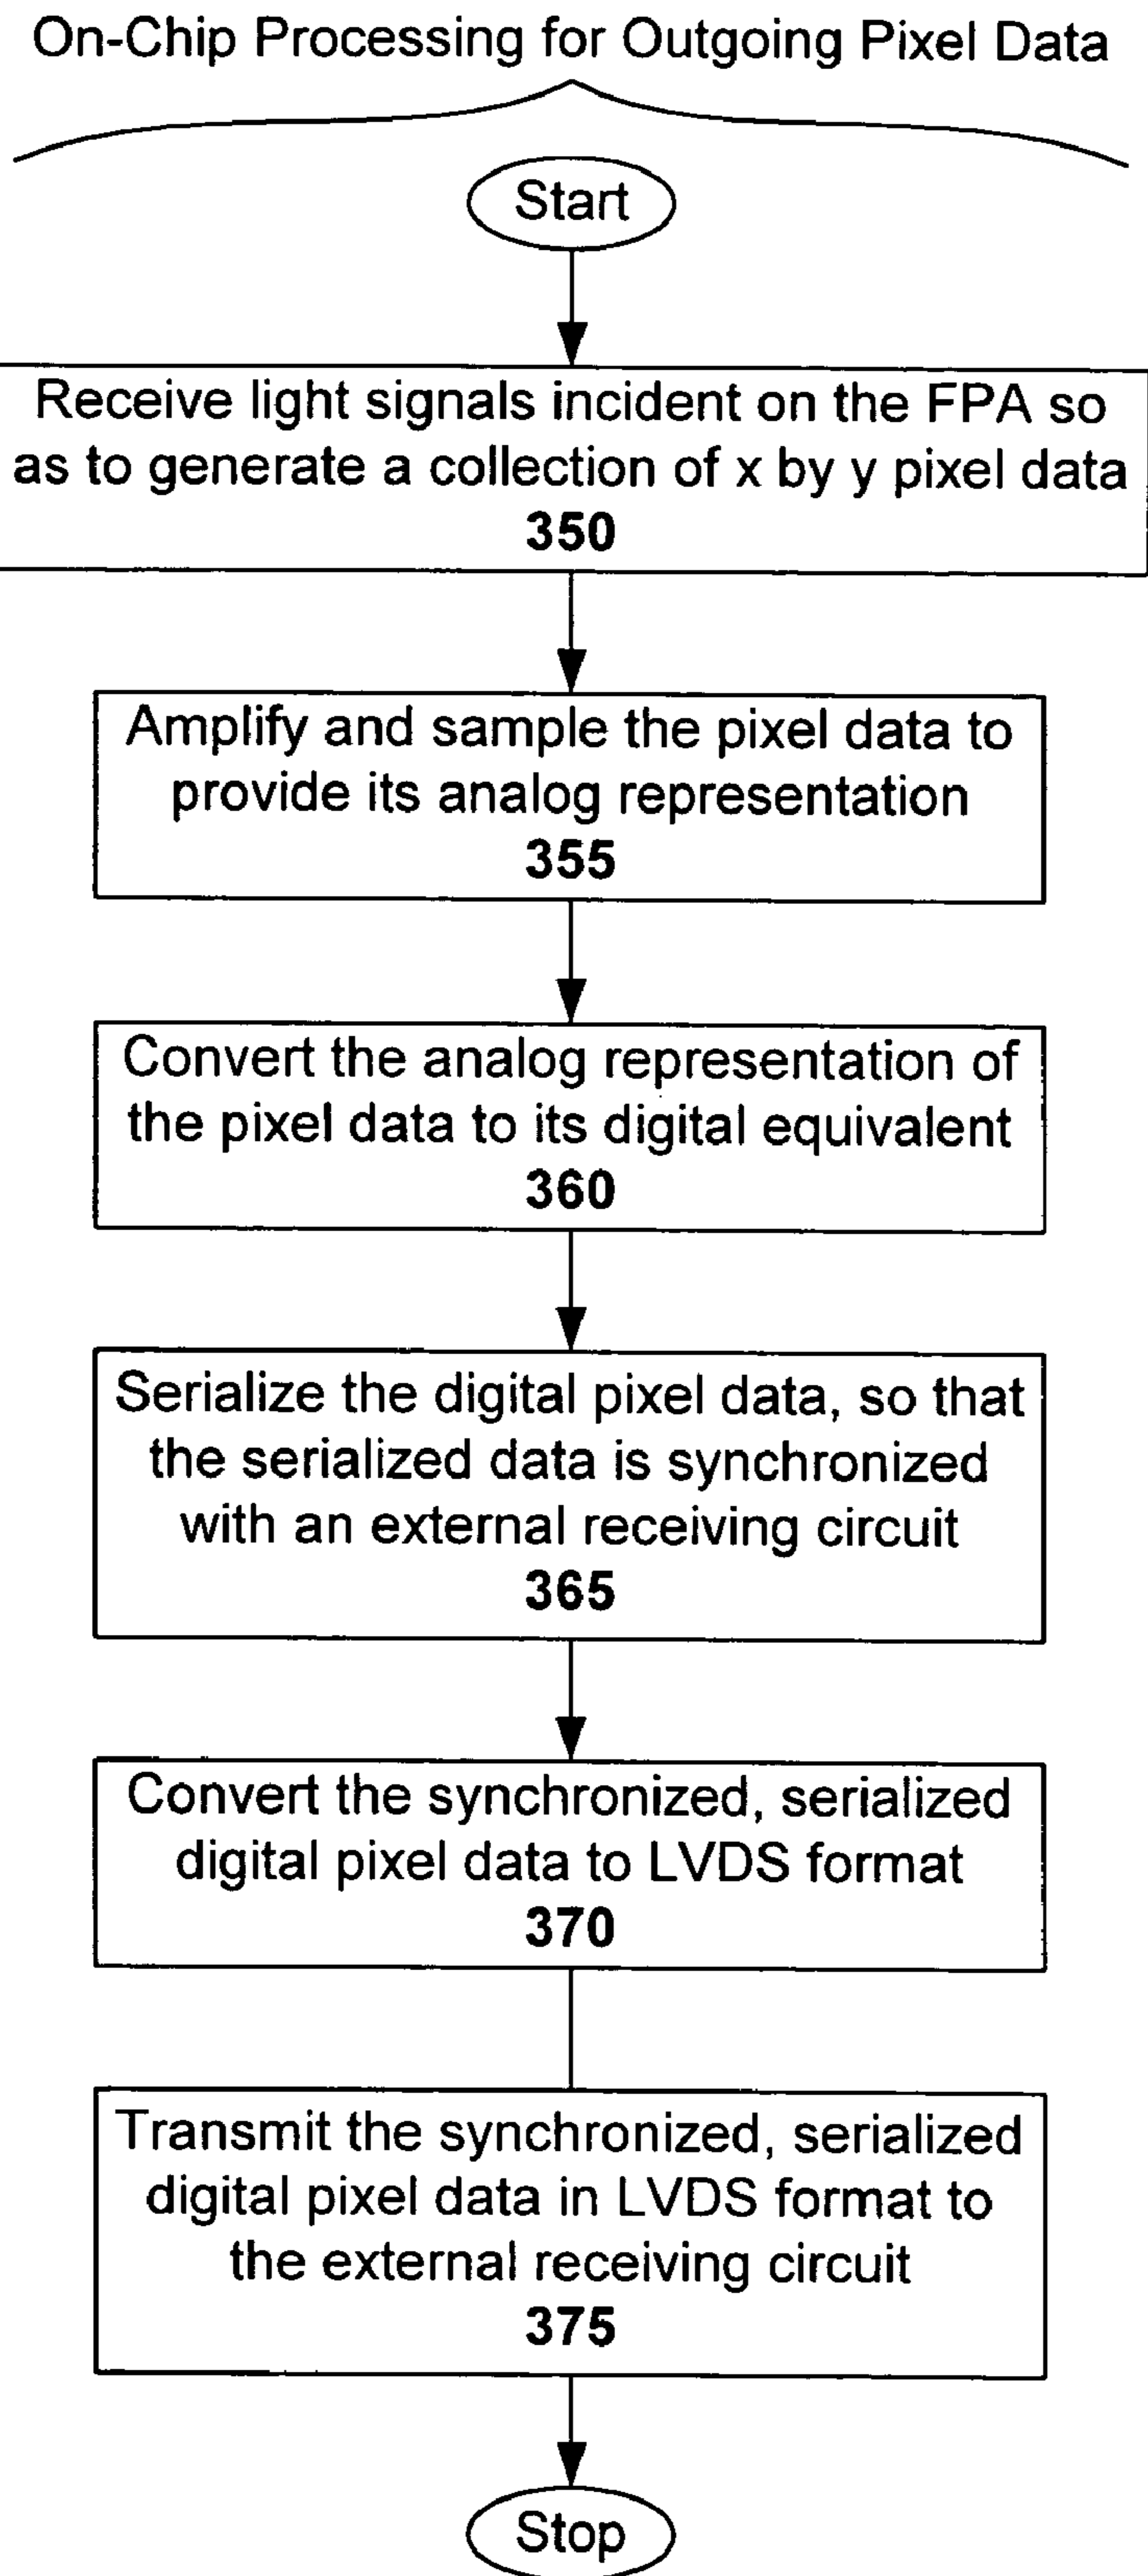 On-Chip Processing for Outgoing Pixel Data
Start
Receive light signals incident on the FPA so
as to generate a collection of x by y pixel data
350
Amplify and sample the pixel data to
provide its analog representation
355
Convert the analog representation of
the pixel data to its digital equivalent
360
Serialize the digital pixel data, so that
the serialized data is synchronized
with an external receiving circuit
365
Convert the synchronized, serialized
digital pixel data to LVDS format
370
Transmit the synchronized, serialized
digital pixel data in LVDS format to
the external receiving circuit
375
Stop